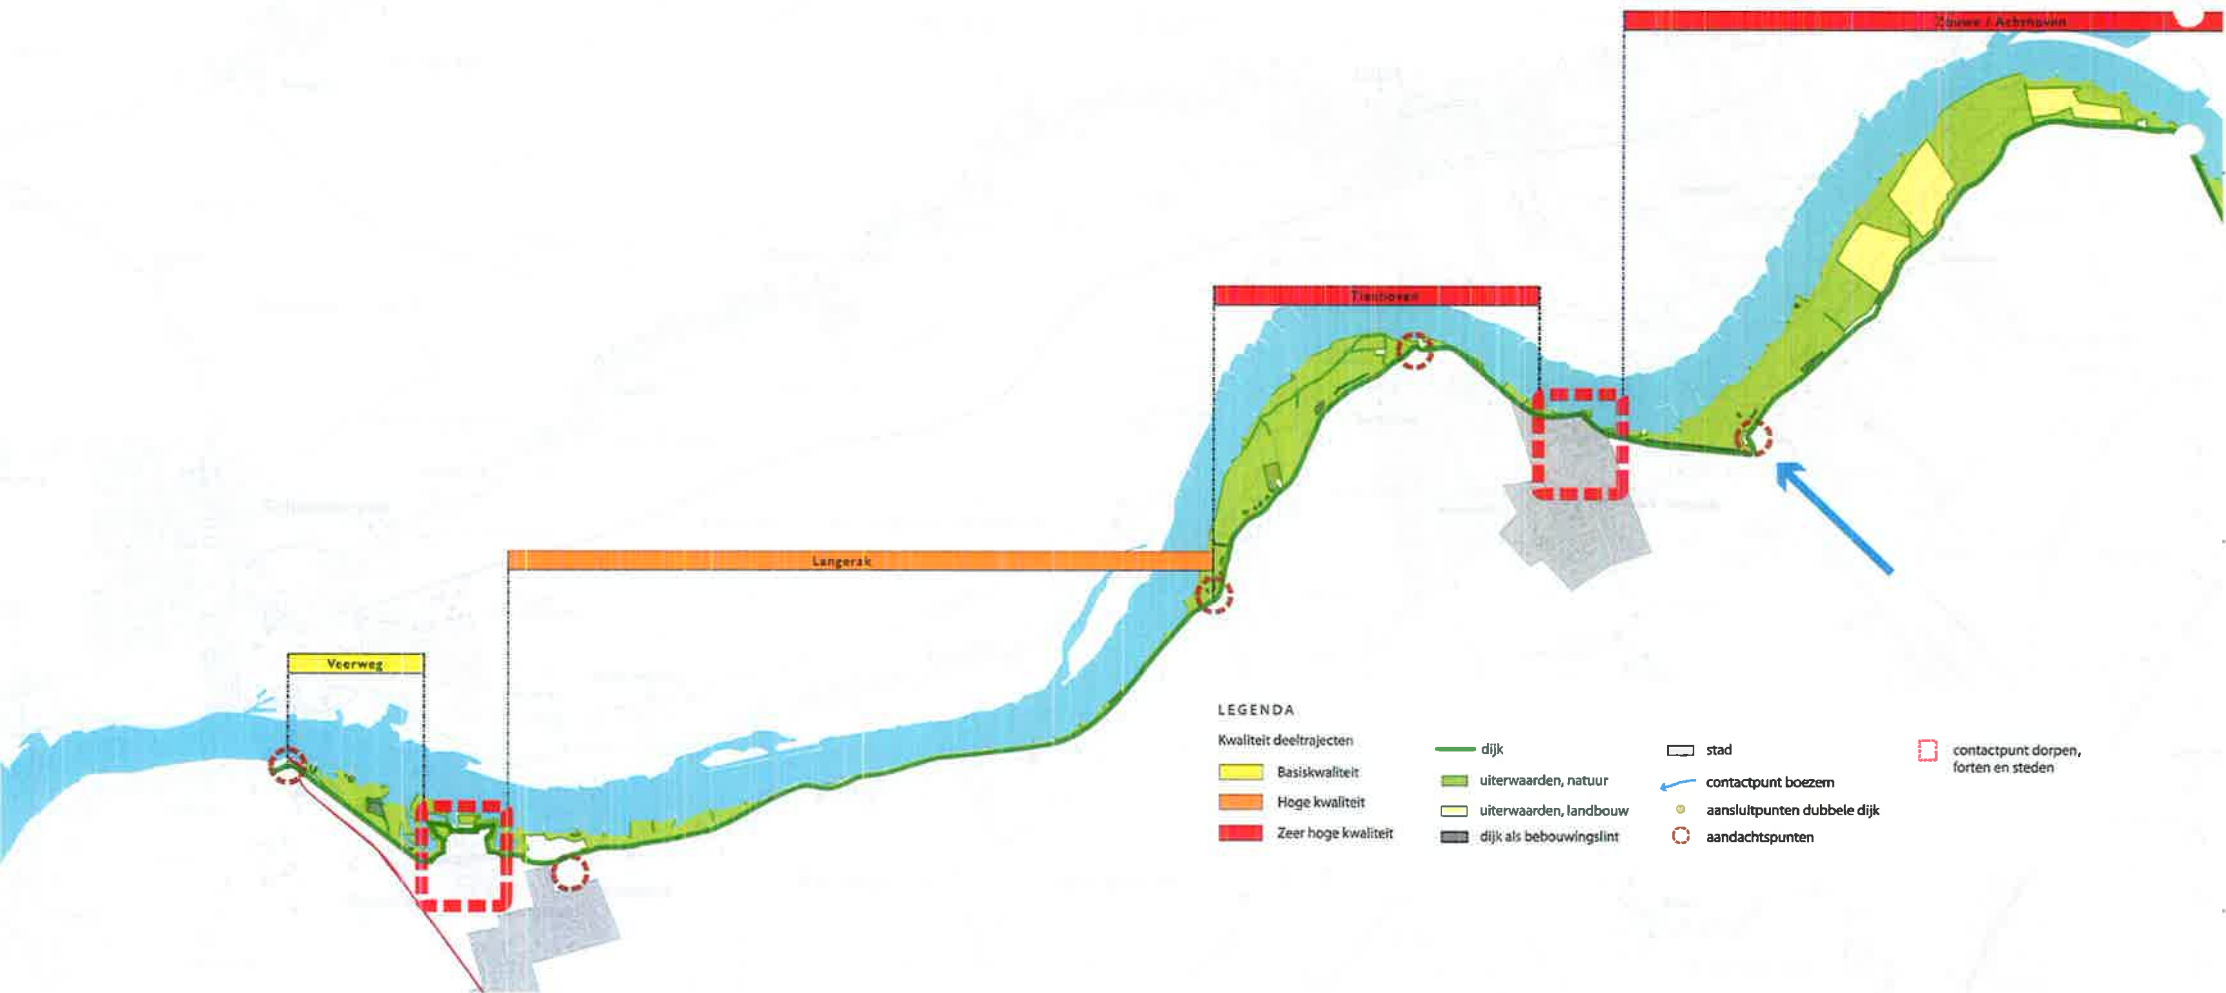 Zouwe / Achthoven
Tienhoven
Langerak
Veerweg
LEGENDA
Kwaliteit deeltrajecten
Basiskwaliteit
Hoge kwaliteit
Zeer hoge kwaliteit
dijk
uiterwaarden, natuur
uiterwaarden, landbouw
dijk als bebouwingslint
stad
contactpunt boezem
aansluitpunten dubbele dijk
aandachtspunten
contactpunt dorpen,
forten en steden